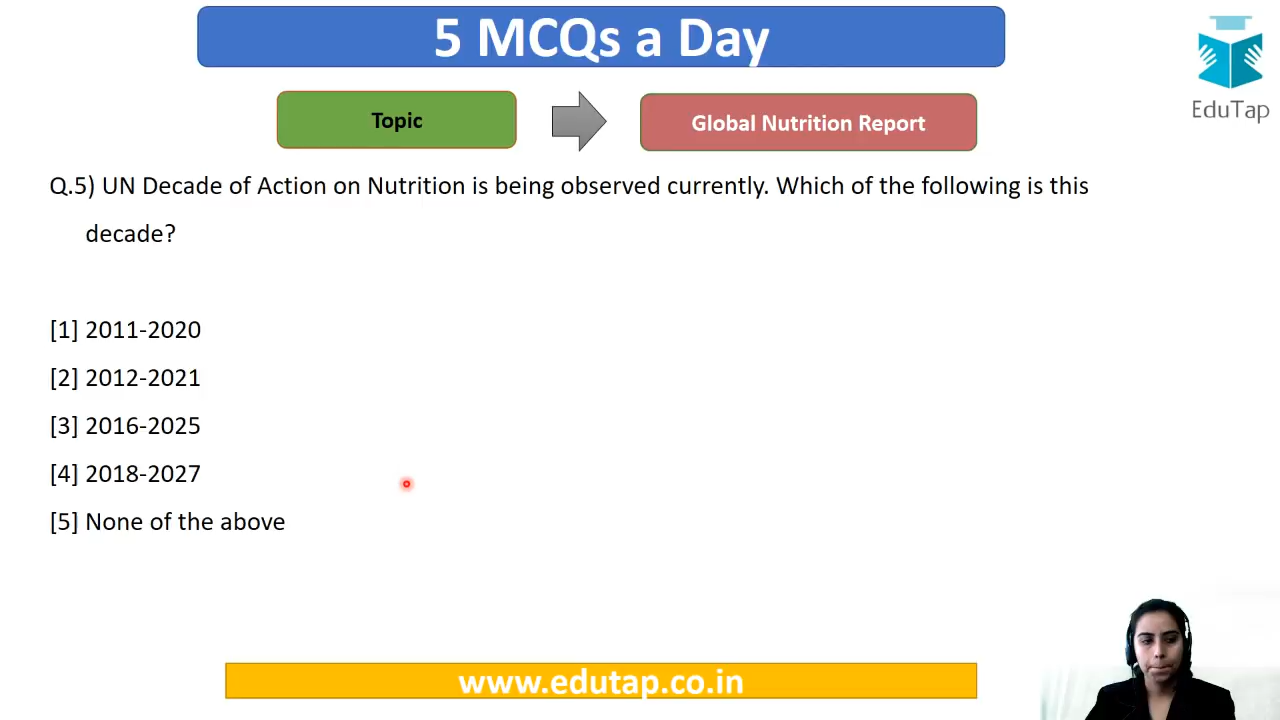 5 MCQs a Day
EduTap
Topic
Global Nutrition Report
Q.5) UN Decade of Action on Nutrition is being observed currently. Which of the following is this
decade?
[1] 2011-2020
[2] 2012-2021
[3] 2016-2025
[4] 2018-2027
[5] None of the above
www.edutap.co.in